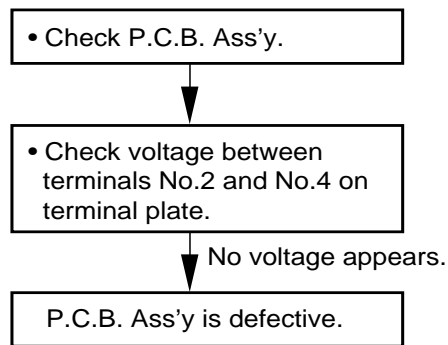 • Check P.C.B. Ass'y.
• Check voltage between
terminals No.2 and No.4 on
terminal plate.
No voltage appears.
P.C.B. Ass'y is defective.